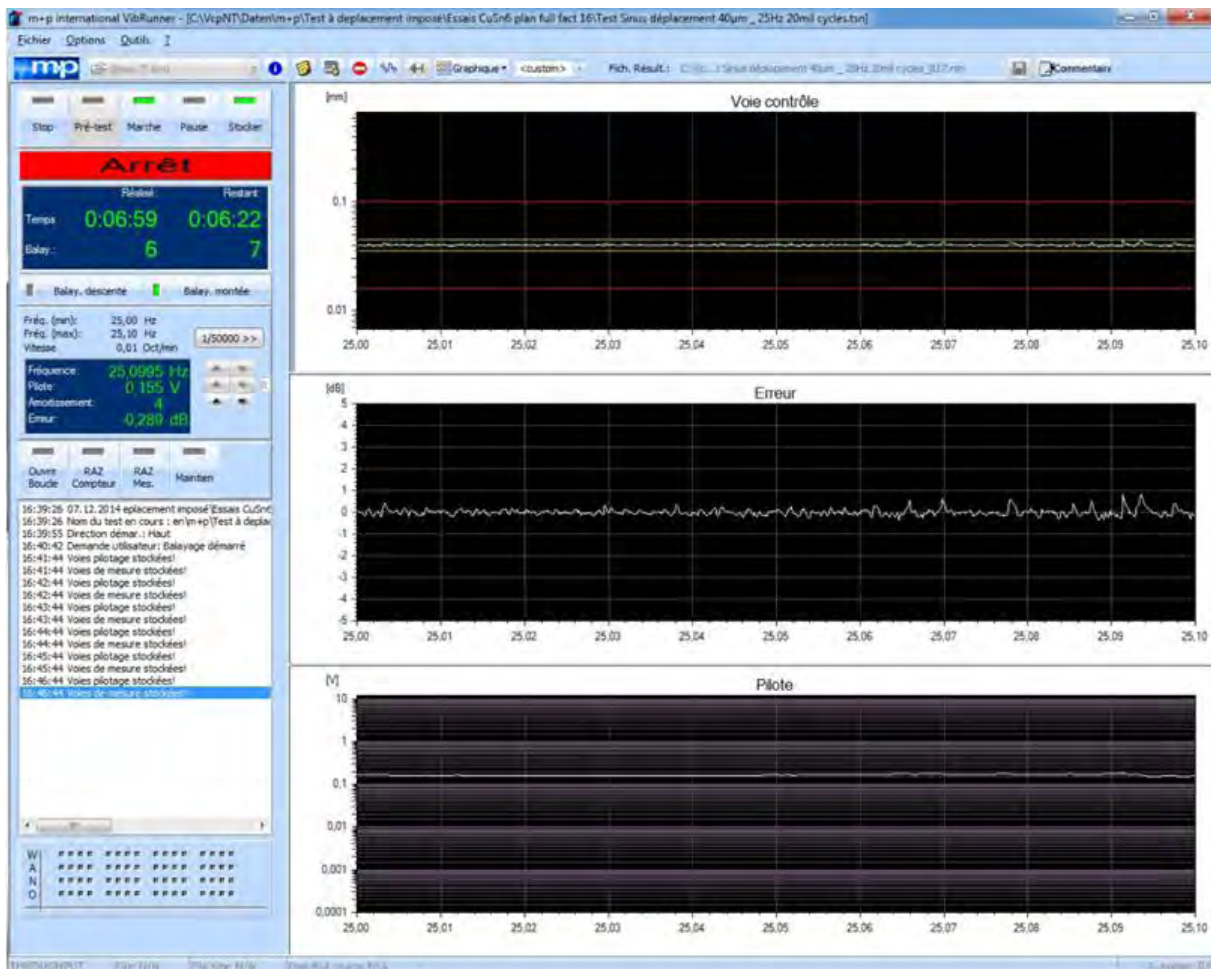 m+p international VibRunner - [C:\VcpNT\Daten\m+p\Test à deplacement imposé\Essais CuSn6 plan full fact 16\Test Sinus déplacement 40µm _ 25Hz 20mil cycles.tsn]
Fichier Options Outils ?
mp Graphique <custom> Fich. Résult.: Commentaire
Stop Pré-test Marche Pause Stocker
Arrêt
Réalisé: Restant:
Temps 0:06:59 0:06:22
Balay.: 6 7
Balay. descente Balay. montée
Fréq. (min): 25,00 Hz
Fréq. (max): 25,10 Hz
Vitesse 0,01 Oct/min
1/50000 >>
Fréquence: 25,0995 Hz
Pilote: 0,155 V
Amortissement: 4
Erreur: -0,289 dB
Ouvre Boucle
RAZ Compteur
RAZ Mes.
Maintien
16:39:26 07.12.2014 eplacement imposé\Essais CuSn6
16:39:26 Nom du test en cours : en\m+p\Test à deplac
16:39:55 Direction démar.: Haut
16:40:42 Demande utilisateur: Balayage démarré
16:41:44 Voies pilotage stockées!
16:41:44 Voies de mesure stockées!
16:42:44 Voies pilotage stockées!
16:42:44 Voies de mesure stockées!
16:43:44 Voies pilotage stockées!
16:43:44 Voies de mesure stockées!
16:44:44 Voies pilotage stockées!
16:44:44 Voies de mesure stockées!
16:45:44 Voies pilotage stockées!
16:45:44 Voies de mesure stockées!
16:46:44 Voies pilotage stockées!
16:46:44 Voies de mesure stockées!
W
A
N
O
[mm] Voie contrôle
0.1
0.01
25,00 25,01 25,02 25,03 25,04 25,05 25,06 25,07 25,08 25,09 25,10
[dB] Erreur
5
4
3
2
1
0
-1
-2
-3
-4
-5
25,00 25,01 25,02 25,03 25,04 25,05 25,06 25,07 25,08 25,09 25,10
[V] Pilote
10
1
0,1
0,01
0,001
0,0001
25,00 25,01 25,02 25,03 25,04 25,05 25,06 25,07 25,08 25,09 25,10